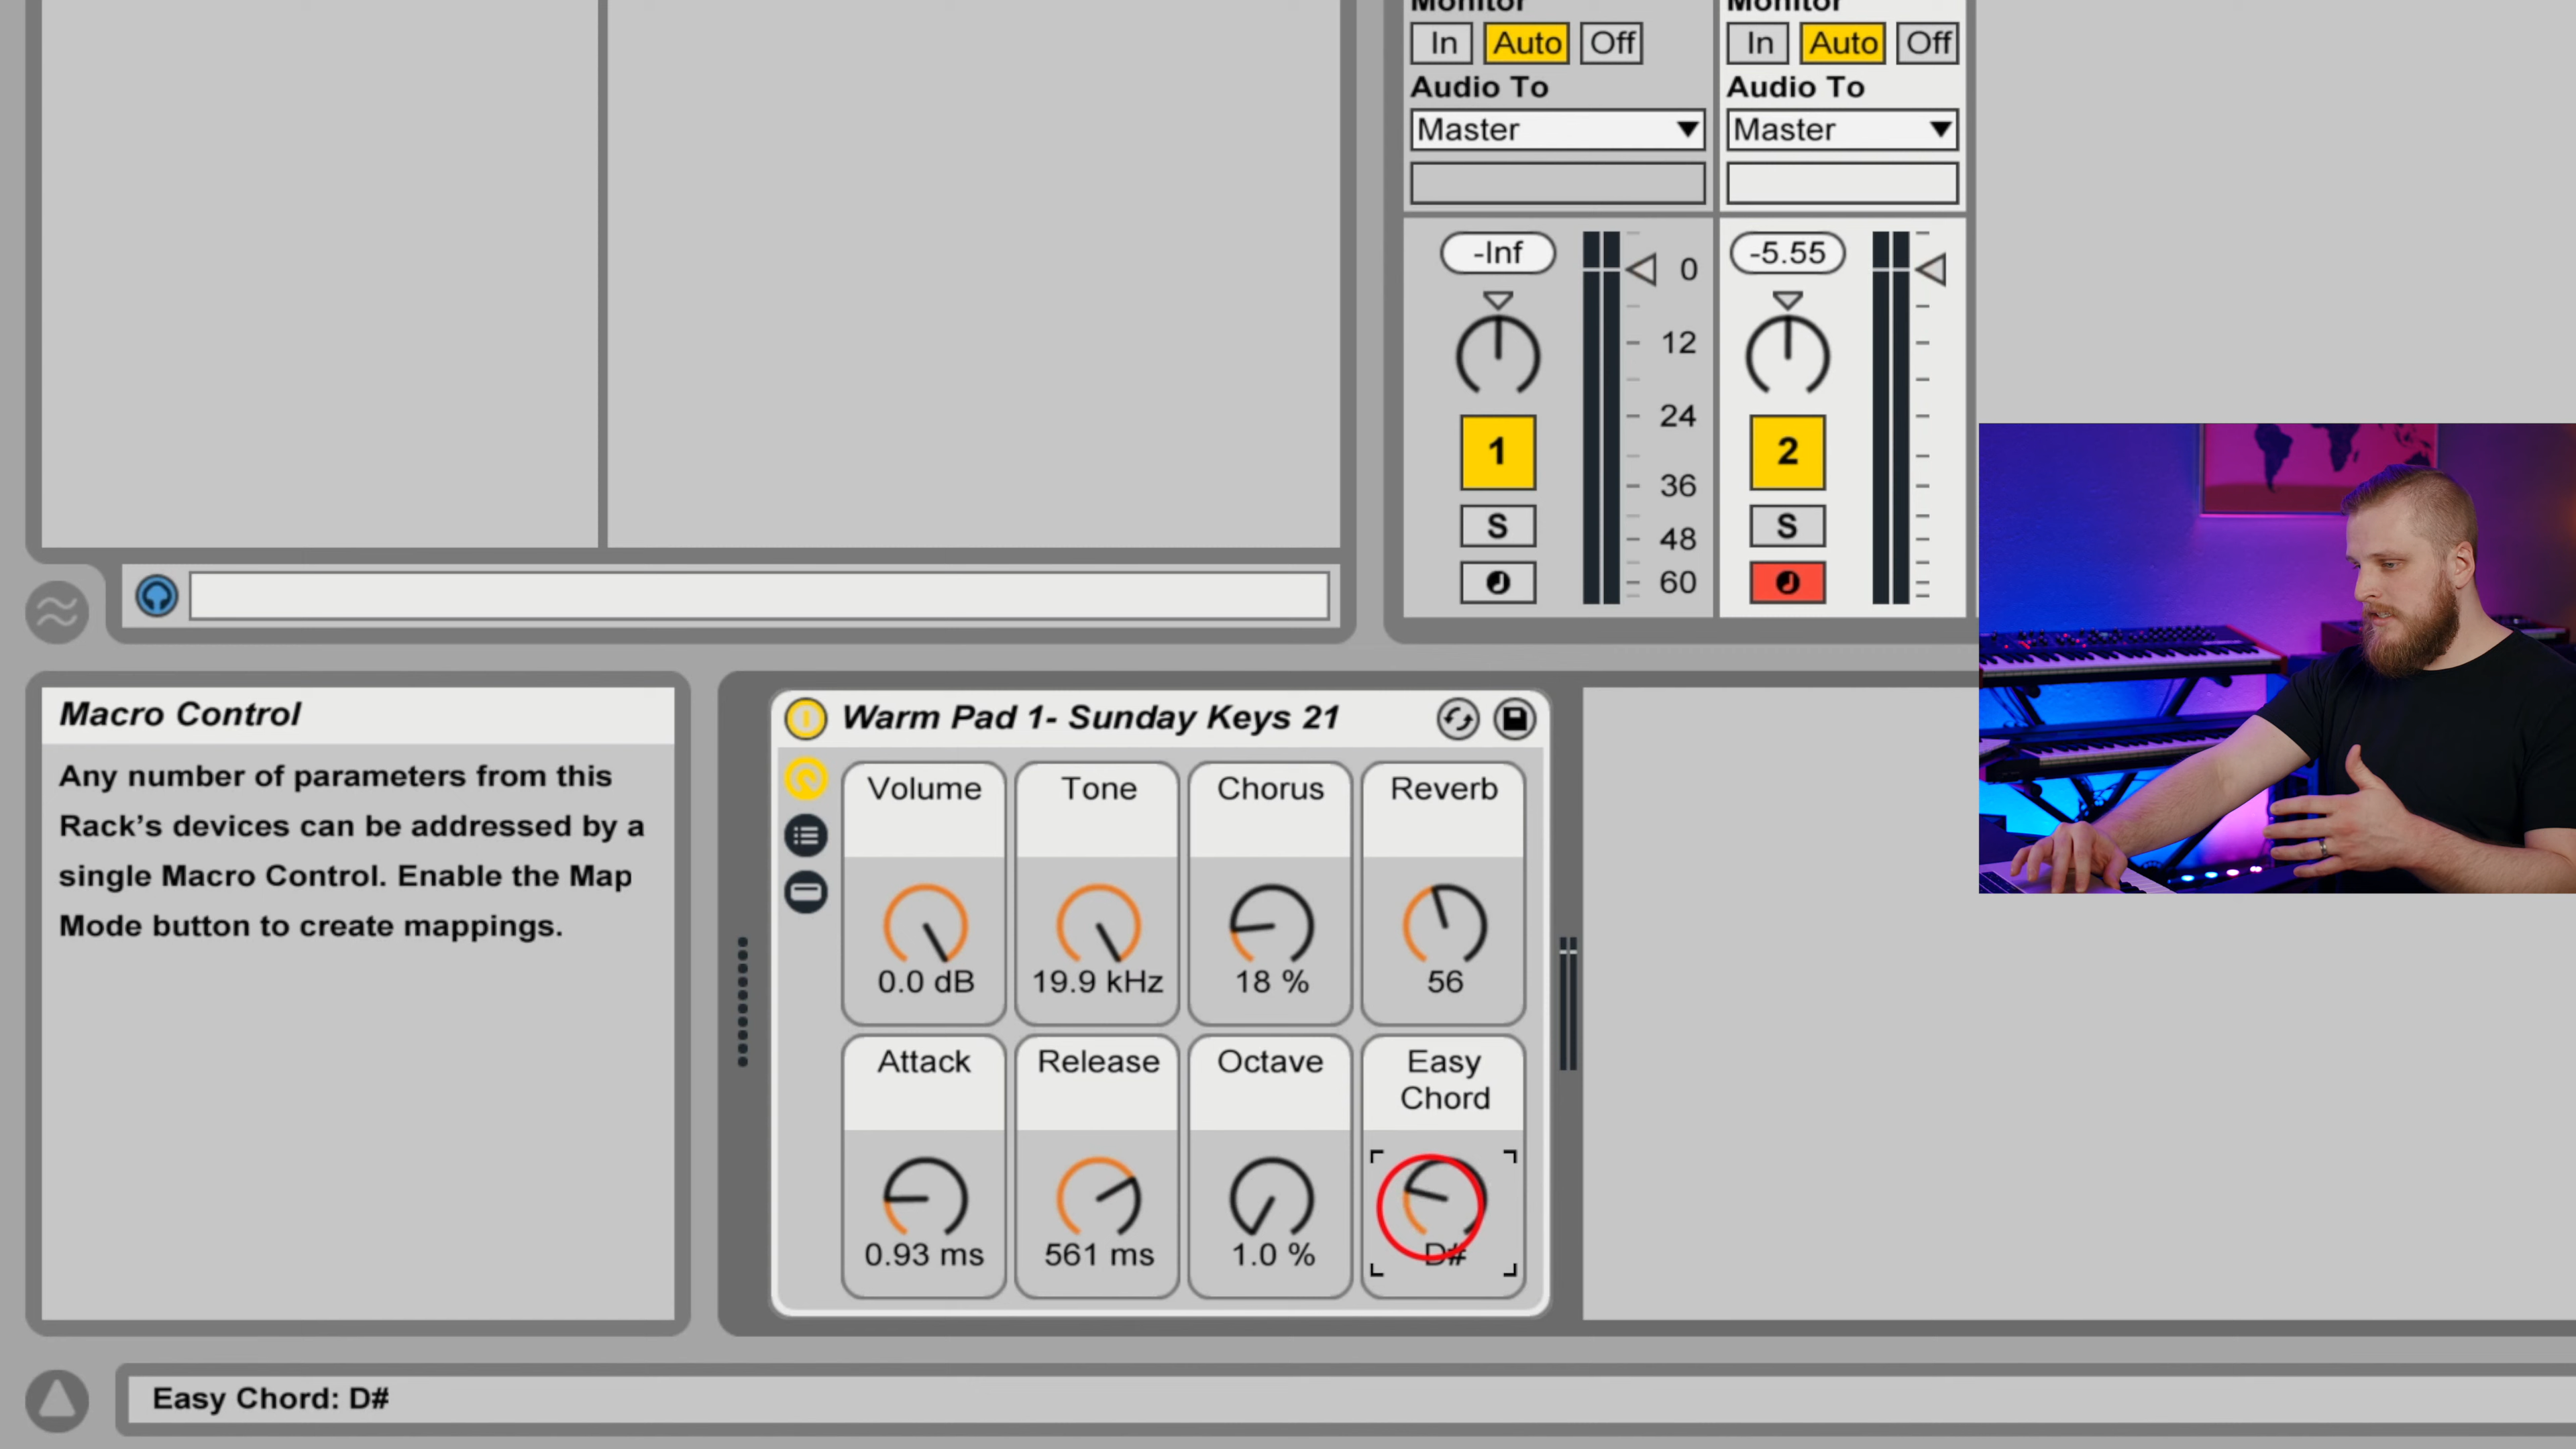 Monitor
Monitor
In Auto Off
In Auto Off
Audio To
Audio To
Master
Master
-Inf
-5.55
0
12
24
36
48
60
1
2
S
S
Macro Control
Any number of parameters from this
Rack's devices can be addressed by a
single Macro Control. Enable the Map
Mode button to create mappings.
Warm Pad 1- Sunday Keys 21
Volume
Tone
Chorus
Reverb
0.0 dB
19.9 kHz
18 %
56
Attack
Release
Octave
Easy
Chord
0.93 ms
561 ms
1.0 %
D#
Easy Chord: D#